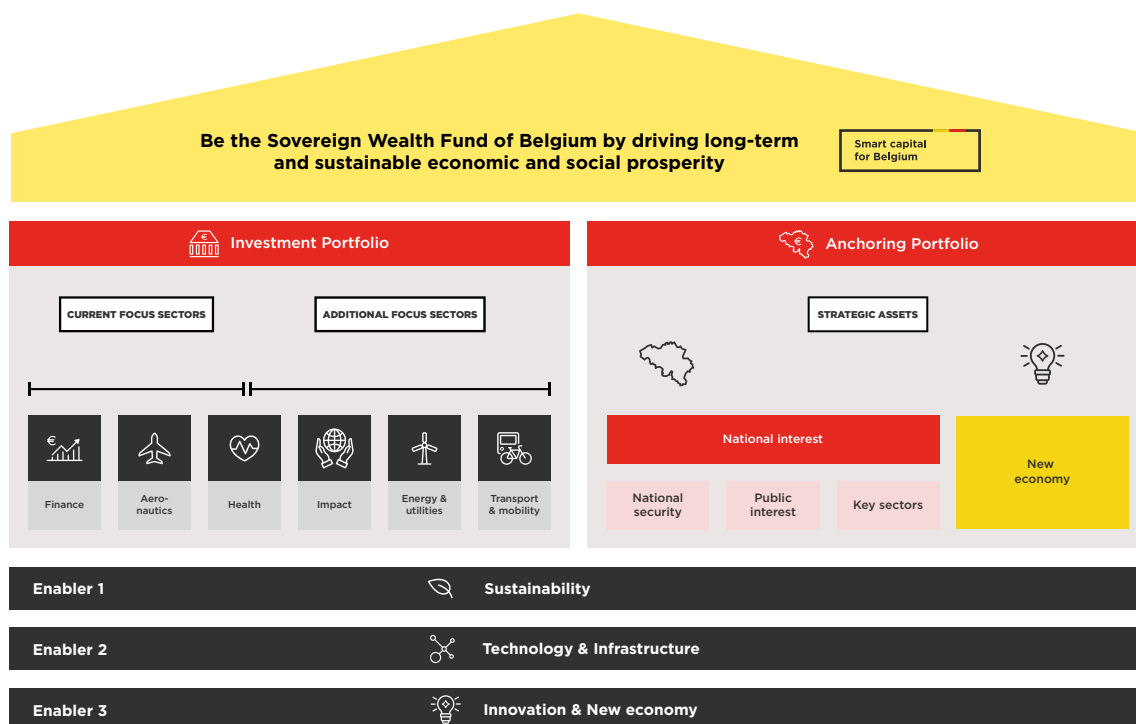 Be the Sovereign Wealth Fund of Belgium by driving long-term
and sustainable economic and social prosperity
Smart capital
for Belgium
€
Investment Portfolio
€
Anchoring Portfolio
CURRENT FOCUS SECTORS
ADDITIONAL FOCUS SECTORS
STRATEGIC ASSETS
€
Finance
Aero-
nautics
Health
Impact
Energy &
utilities
Transport
& mobility
National interest
National
security
Public
interest
Key sectors
New
economy
Enabler 1
Sustainability
Enabler 2
Technology & Infrastructure
Enabler 3
Innovation & New economy